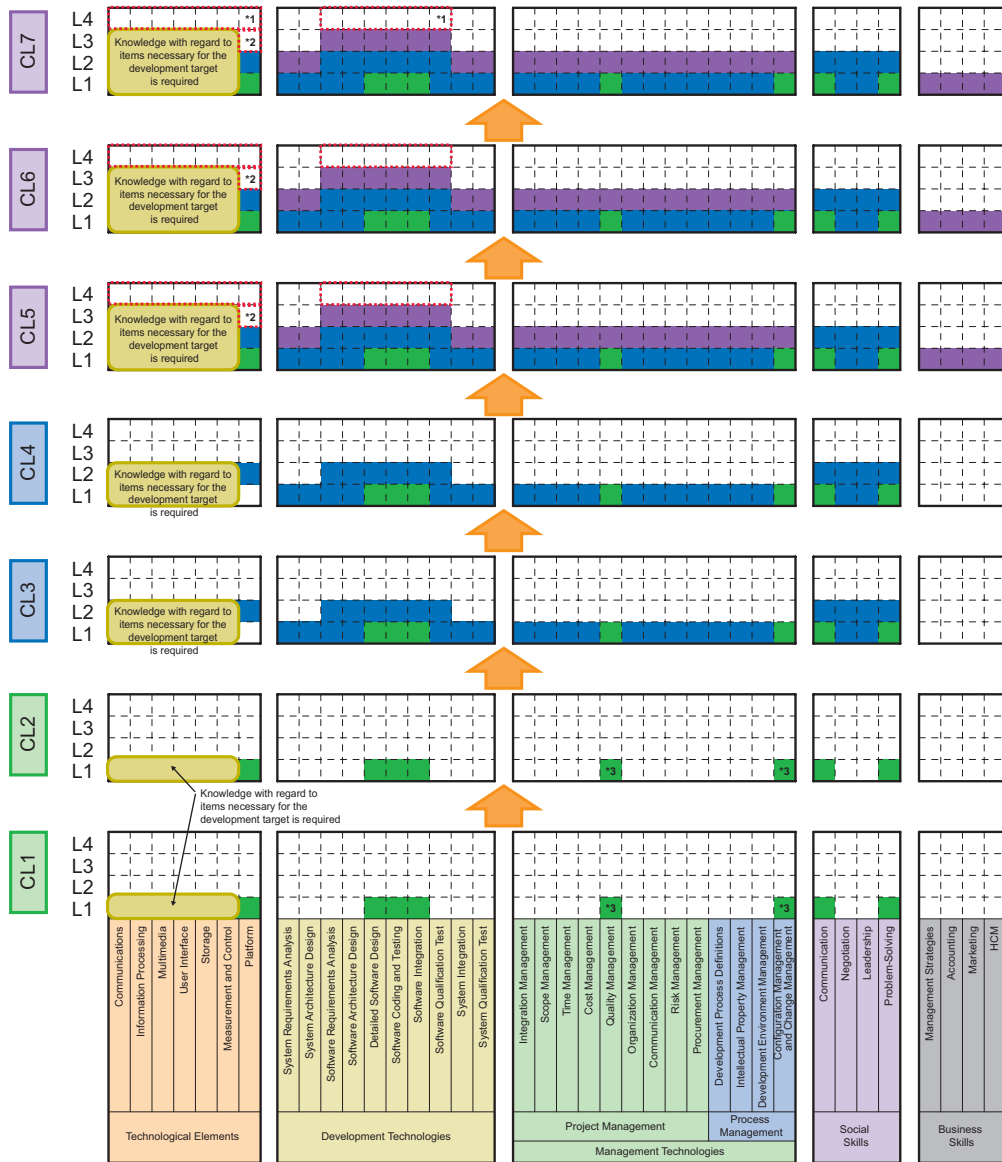 CL7
L4
L3
L2
L1
*1
*2
Knowledge with regard to
items necessary for the
development target
is required
*1
CL6
L4
L3
L2
L1
*2
Knowledge with regard to
items necessary for the
development target
is required
CL5
L4
L3
L2
L1
*2
Knowledge with regard to
items necessary for the
development target
is required
CL4
L4
L3
L2
L1
Knowledge with regard to
items necessary for the
development target
is required
CL3
L4
L3
L2
L1
Knowledge with regard to
items necessary for the
development target
is required
CL2
L4
L3
L2
L1
*3
*3
Knowledge with regard to
items necessary for the
development target is required
CL1
L4
L3
L2
L1
*3
*3
Communications
Information Processing
Multimedia
User Interface
Storage
Measurement and Control
Platform
Technological Elements
System Requirements Analysis
System Architecture Design
Software Requirements Analysis
Software Architecture Design
Detailed Software Design
Software Coding and Testing
Software Integration
Software Qualification Test
System Integration
System Qualification Test
Development Technologies
Integration Management
Scope Management
Time Management
Cost Management
Quality Management
Organization Management
Communication Management
Risk Management
Procurement Management
Project Management
Development Process Definitions
Intellectual Property Management
Development Environment Management
Configuration Management
and Change Management
Process
Management
Management Technologies
Communication
Negotiation
Leadership
Problem-Solving
Social
Skills
Management Strategies
Accounting
Marketing
HCM
Business
Skills